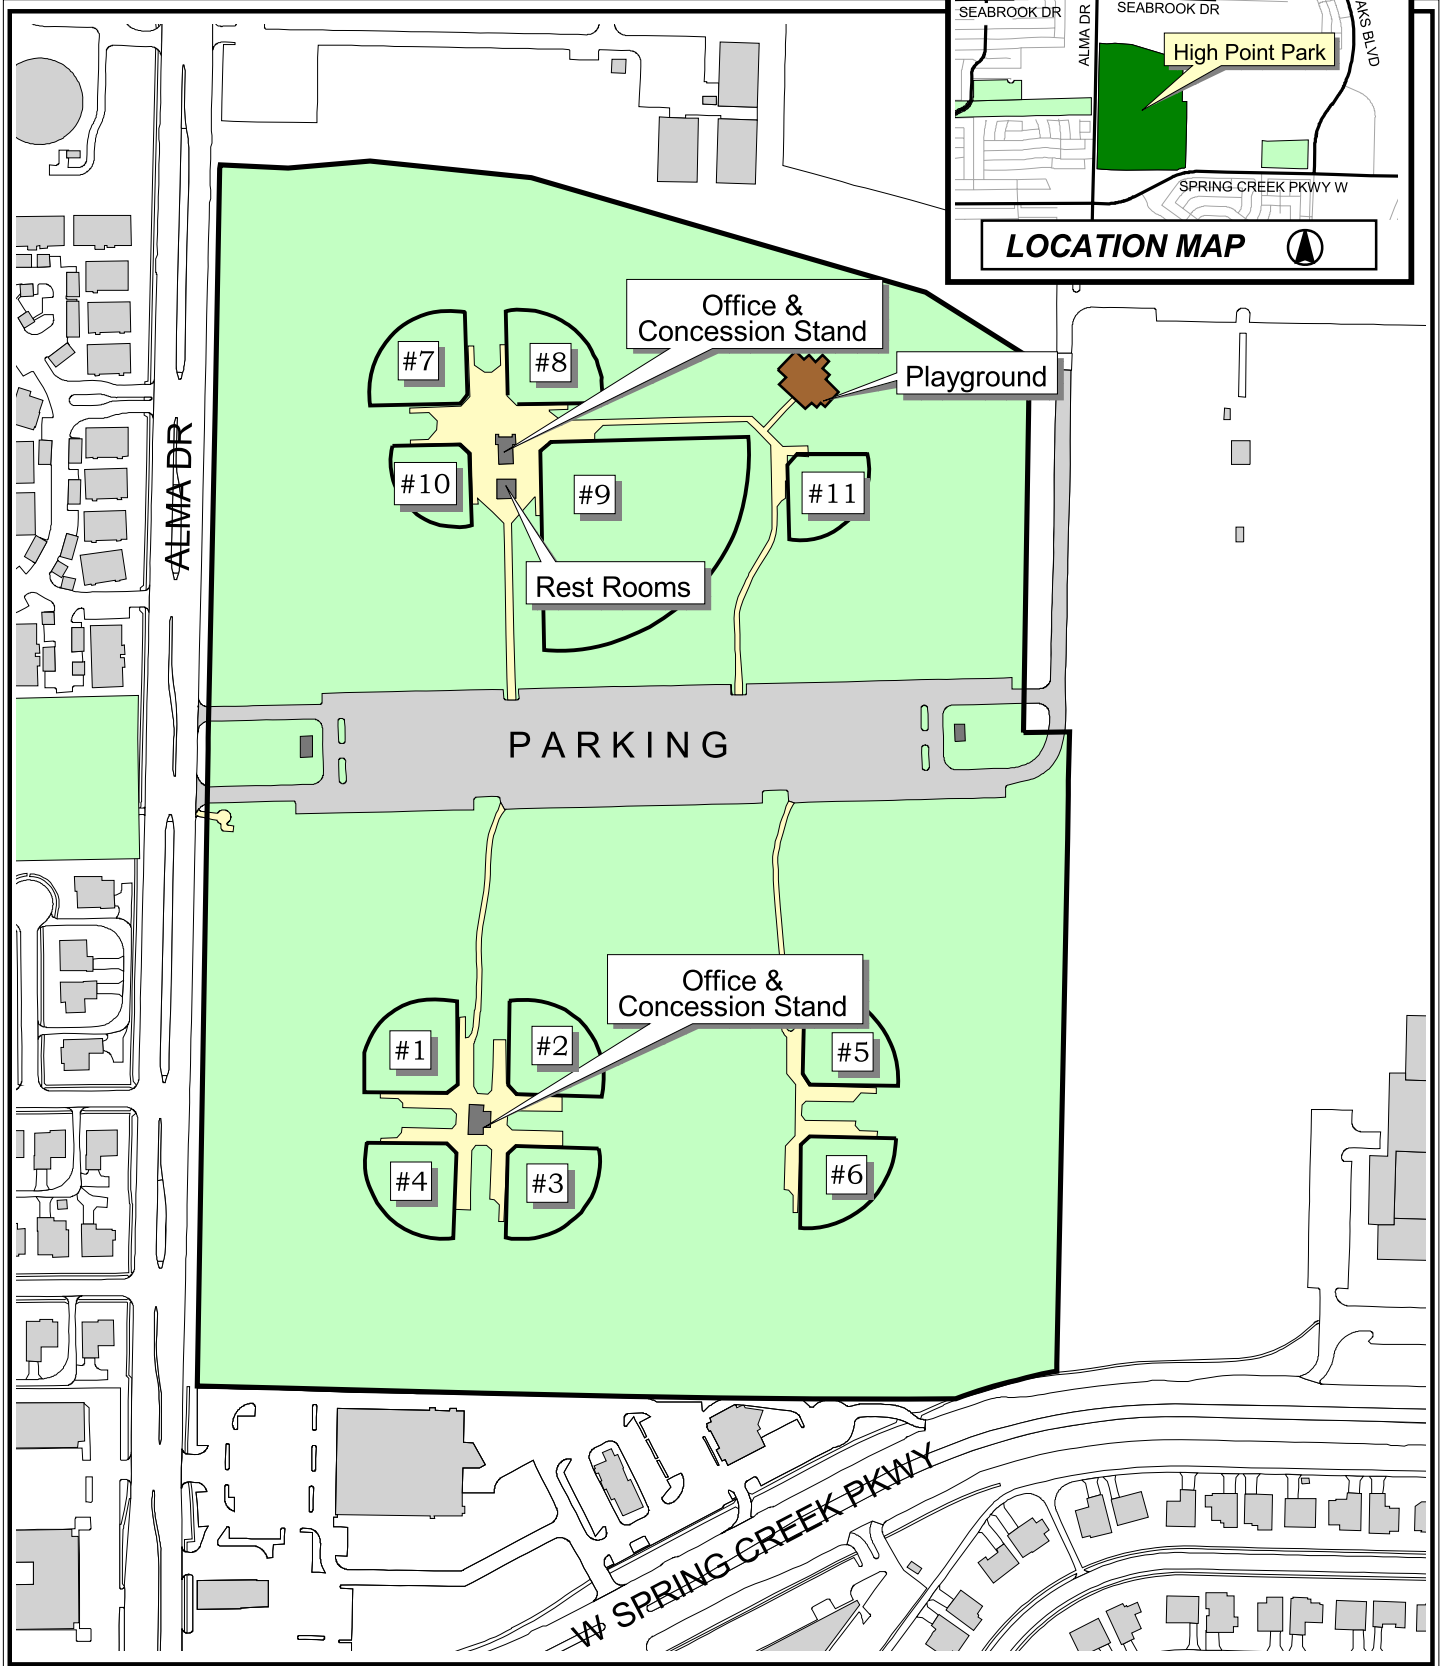 SEABROOK DR
SEABROOK DR
ALMA DR
AKS BLVD
High Point Park
SPRING CREEK PKWY W
LOCATION MAP
Office &
Concession Stand
#7
#8
Playground
#10
#9
#11
ALMA DR
Rest Rooms
PARKING
Office &
Concession Stand
#1
#2
#5
#4
#3
#6
W SPRING CREEK PKWY